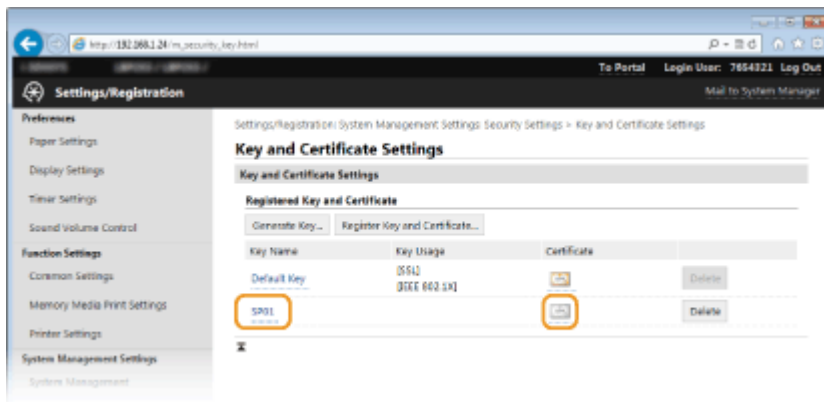 http://192.168.1.24/m_security_key.html
To Portal Login User: 7654321 Log Out
Settings/Registration
Mail to System Manager
Preferences
Paper Settings
Display Settings
Timer Settings
Sound Volume Control
Function Settings
Common Settings
Memory Media Print Settings
Printer Settings
System Management Settings
System Management
Settings/Registration: System Management Settings: Security Settings > Key and Certificate Settings
Key and Certificate Settings
Key and Certificate Settings
Registered Key and Certificate
Generate Key... Register Key and Certificate...
Key Name Key Usage Certificate
Default Key [SSL] [IEEE 802.1X] Delete
SP01 Delete